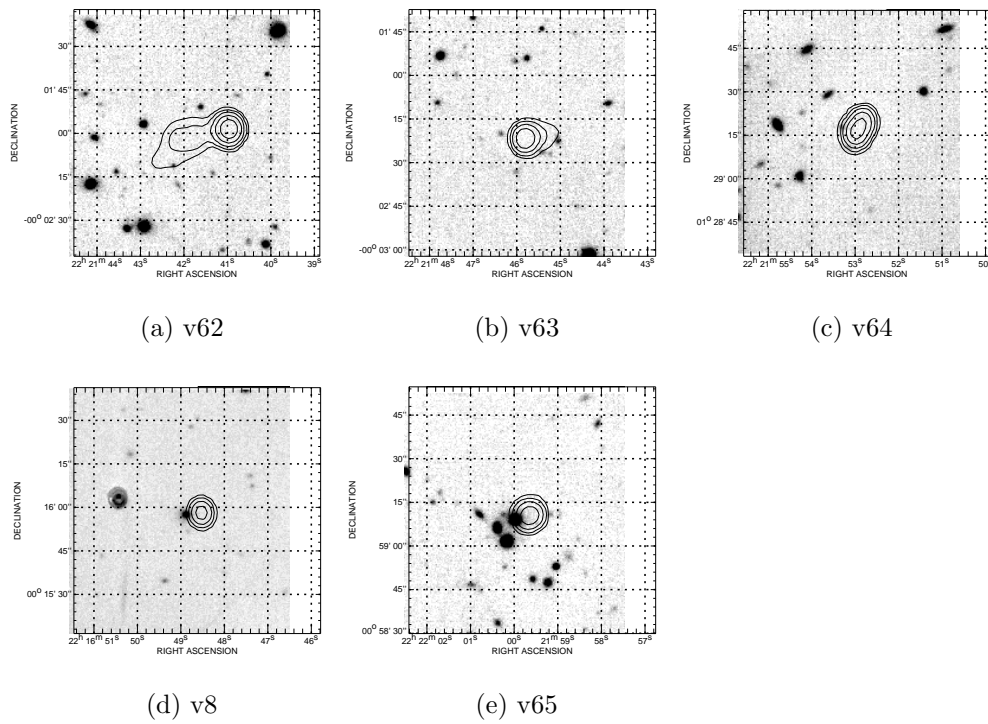 DECLINATION
30''
01' 45''
00''
15''
-00° 02' 30''
22h 21m 44s 43s 42s 41s 40s 39s
RIGHT ASCENSION
(a) v62
DECLINATION
01' 45''
00''
15''
30''
02' 45''
-00° 03' 00''
22h 21m 48s 47s 46s 45s 44s 43s
RIGHT ASCENSION
(b) v63
DECLINATION
45''
30''
15''
29' 00''
01° 28' 45''
22h 21m 55s 54s 53s 52s 51s 50
RIGHT ASCENSION
(c) v64
DECLINATION
30''
15''
16' 00''
45''
00° 15' 30''
22h 16m 51s 50s 49s 48s 47s 46s
RIGHT ASCENSION
(d) v8
DECLINATION
45''
30''
15''
59' 00''
45''
00° 58' 30''
22h 22m 02s 01s 00s 21m 59s 58s 57s
RIGHT ASCENSION
(e) v65